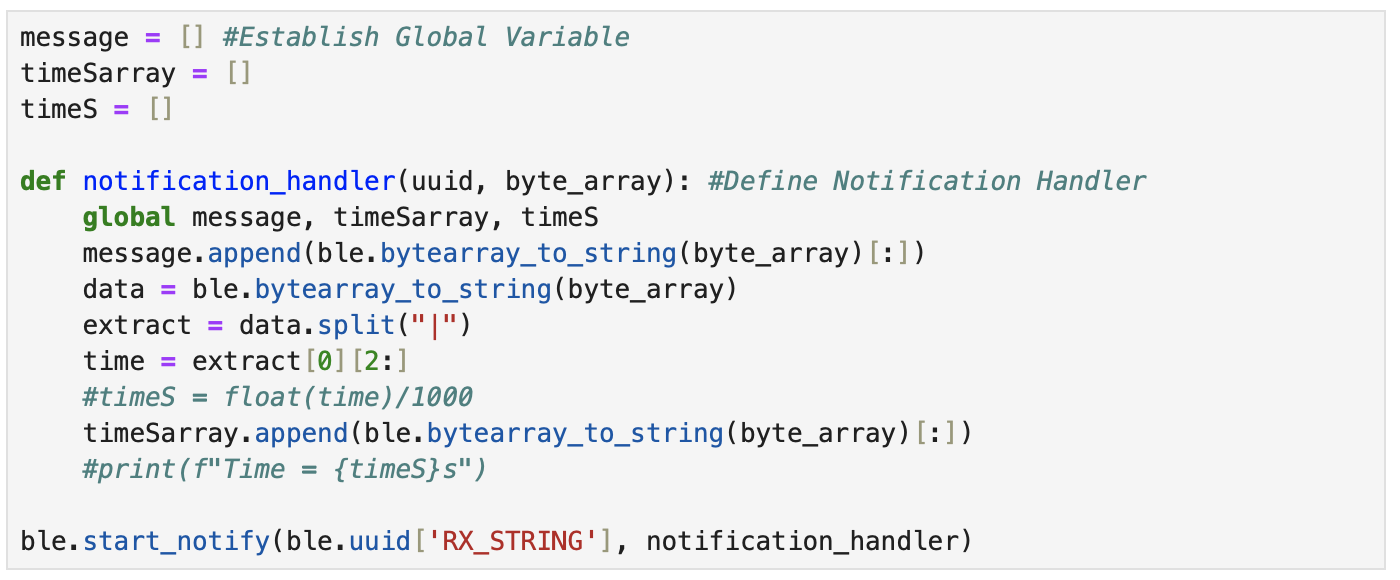 message = [] #Establish Global Variable
timeSarray = []
timeS = []

def notification_handler(uuid, byte_array): #Define Notification Handler
    global message, timeSarray, timeS
    message.append(ble.bytearray_to_string(byte_array)[:])
    data = ble.bytearray_to_string(byte_array)
    extract = data.split("|")
    time = extract[0][2:]
    #timeS = float(time)/1000
    timeSarray.append(ble.bytearray_to_string(byte_array)[:])
    #print(f"Time = {timeS}s")

ble.start_notify(ble.uuid['RX_STRING'], notification_handler)